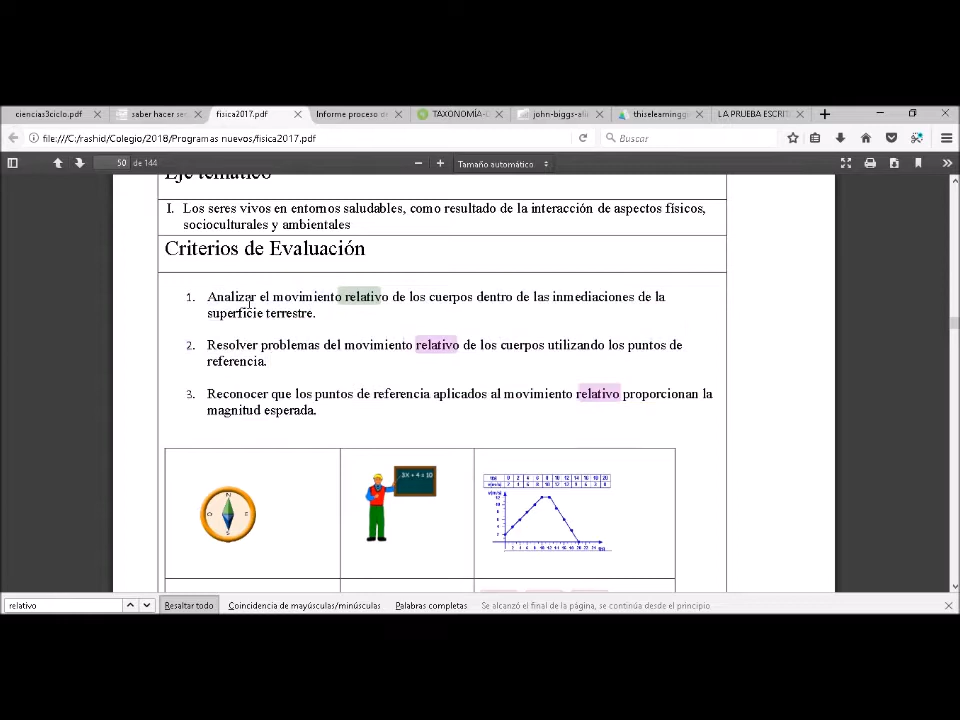 ciencias3ciclo.pdf
saber hacer se
fisica2017.pdf
Informe proceso d
TAXONOMÍA-
john-biggs-ali
thiselearning
LA PRUEBA ESCRIT
file:///C:/rashid/Colegio/2018/Programas nuevos/fisica2017.pdf
Buscar
50 de 144
Tamaño automático
Eje temático
I. Los seres vivos en entornos saludables, como resultado de la interacción de aspectos físicos,
socioculturales y ambientales
Criterios de Evaluación
1. Analizar el movimiento relativo de los cuerpos dentro de las inmediaciones de la
superficie terrestre.
2. Resolver problemas del movimiento relativo de los cuerpos utilizando los puntos de
referencia.
3. Reconocer que los puntos de referencia aplicados al movimiento relativo proporcionan la
magnitud esperada.
3X + 4 = 10
relativo
Resaltar todo
Coincidencia de mayúsculas/minúsculas
Palabras completas
Se alcanzó el final de la página, se continúa desde el principio